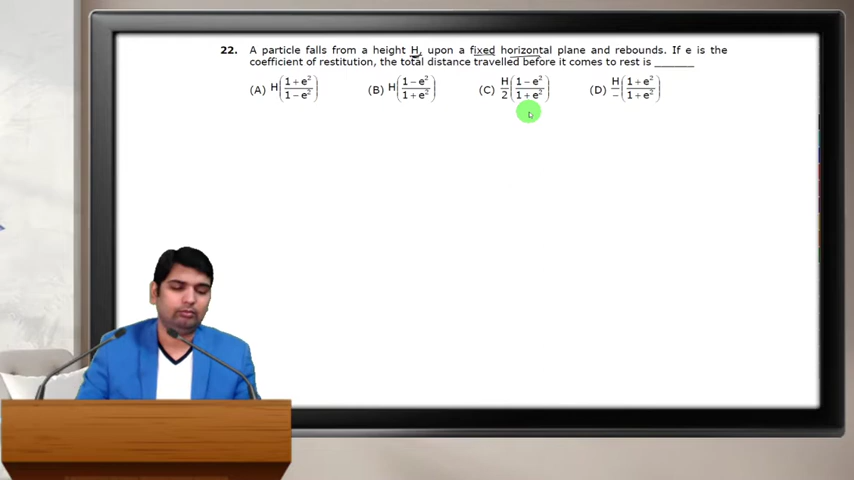 22. A particle falls from a height H, upon a fixed horizontal plane and rebounds. If e is the
coefficient of restitution, the total distance travelled before it comes to rest is ______
(A) H((1+e²)/(1−e²)) (B) H((1−e²)/(1+e²)) (C) H/2((1−e²)/(1+e²)) (D) H/−((1+e²)/(1+e²))